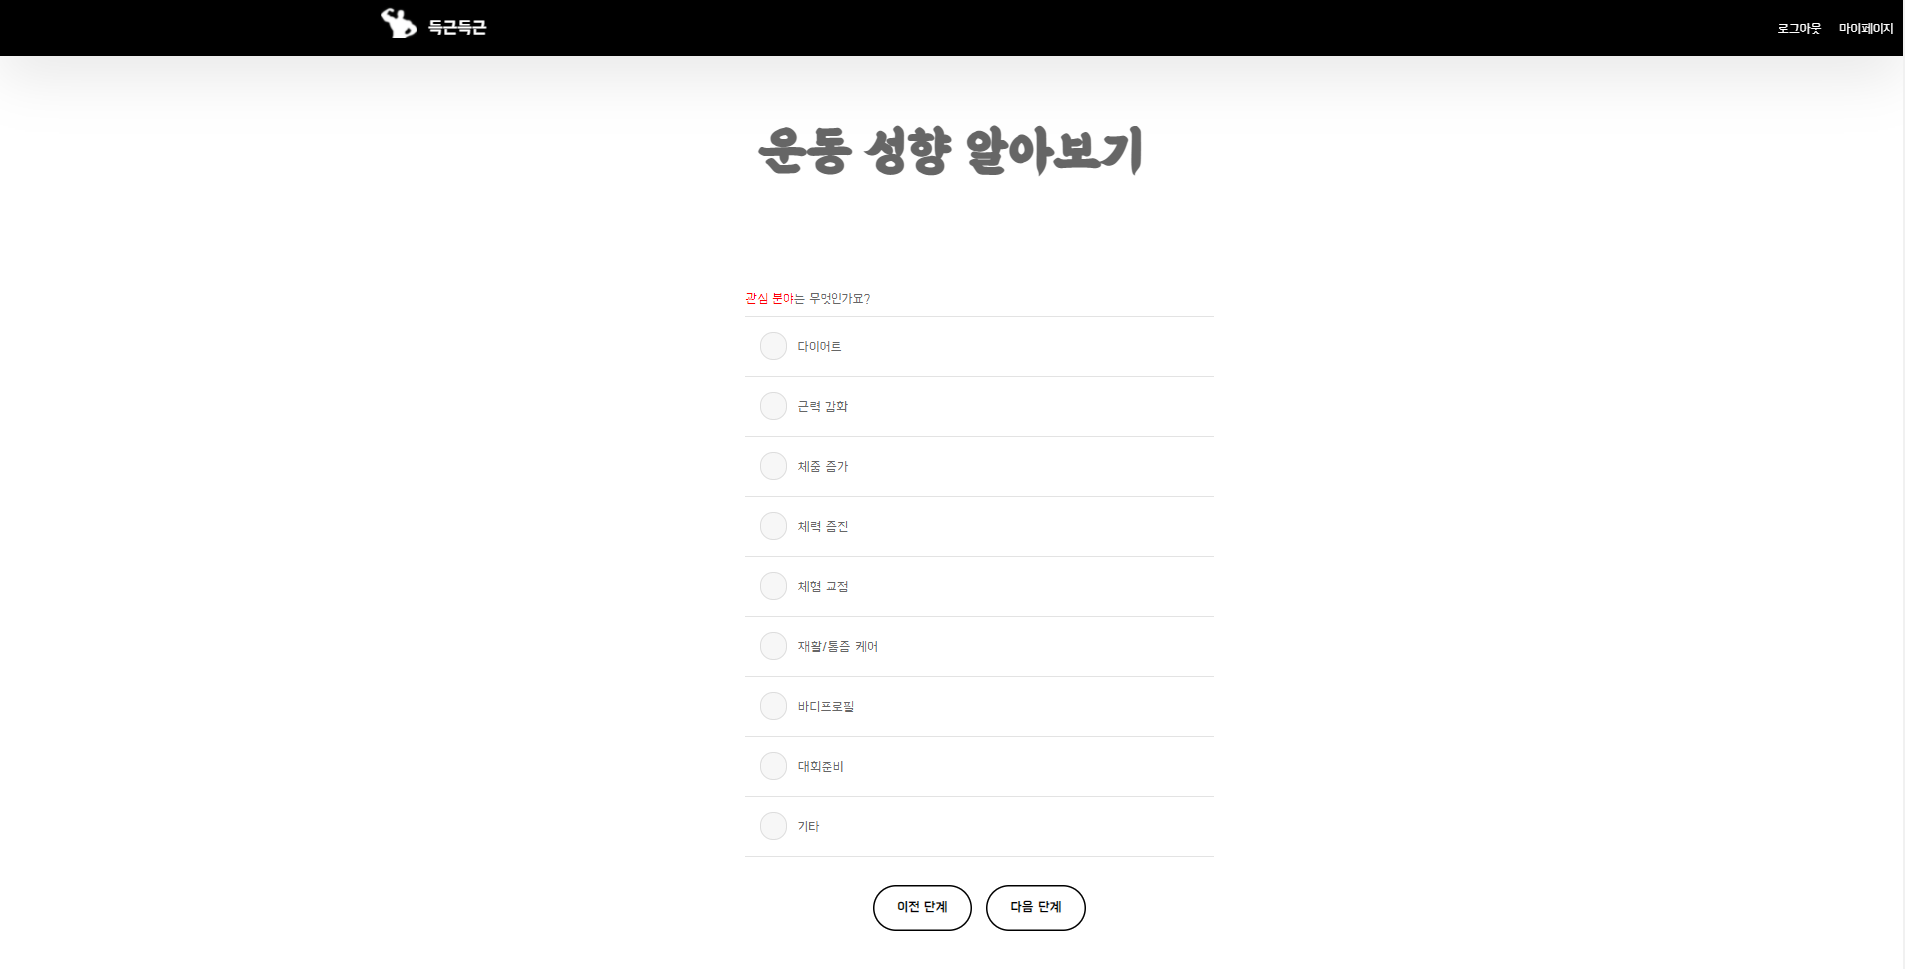 득근득근
로그아웃 마이페이지
운동 성향 알아보기
관심 분야는 무엇인가요?
다이어트
근력 강화
체중 증가
체력 증진
체형 교정
재활/통증 케어
바디프로필
대회준비
기타
이전 단계 다음 단계